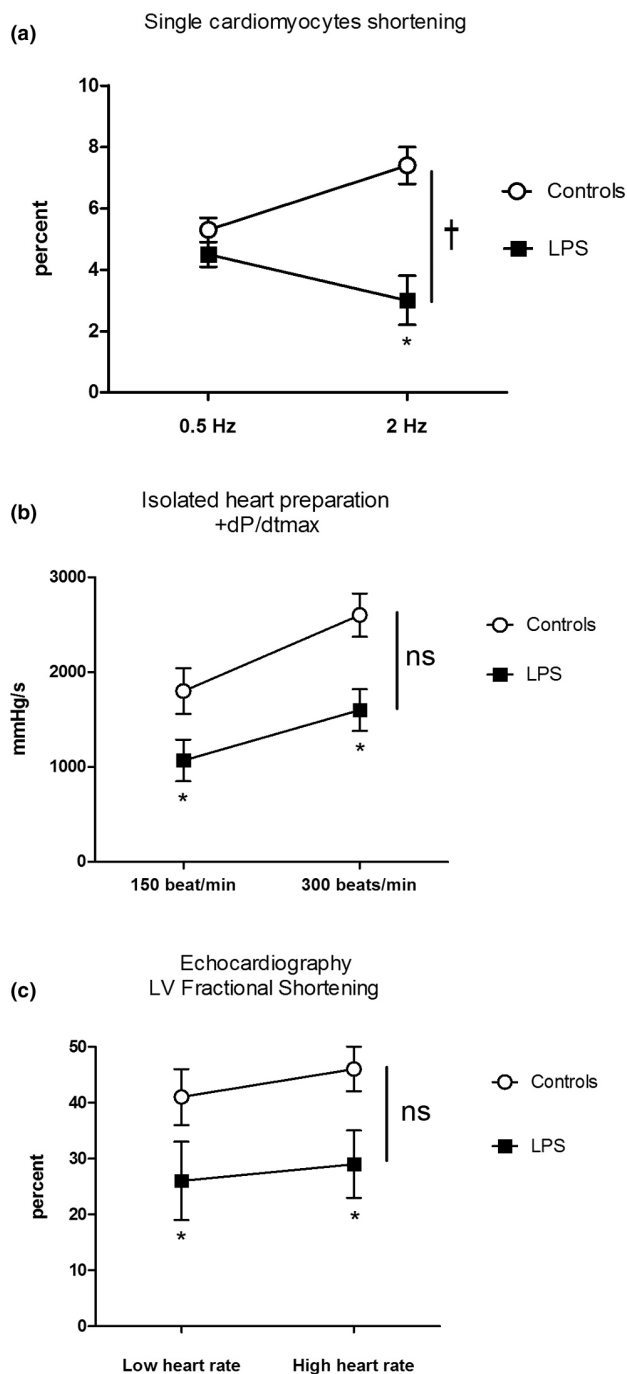 (a)
Single cardiomyocytes shortening
10
8
6
4
2
0
percent
0.5 Hz
2 Hz
*
†
Controls
LPS
(b)
Isolated heart preparation
+dP/dtmax
3000
2000
1000
0
mmHg/s
150 beat/min
300 beats/min
*
*
ns
Controls
LPS
(c)
Echocardiography
LV Fractional Shortening
50
40
30
20
10
0
percent
Low heart rate
High heart rate
*
*
ns
Controls
LPS